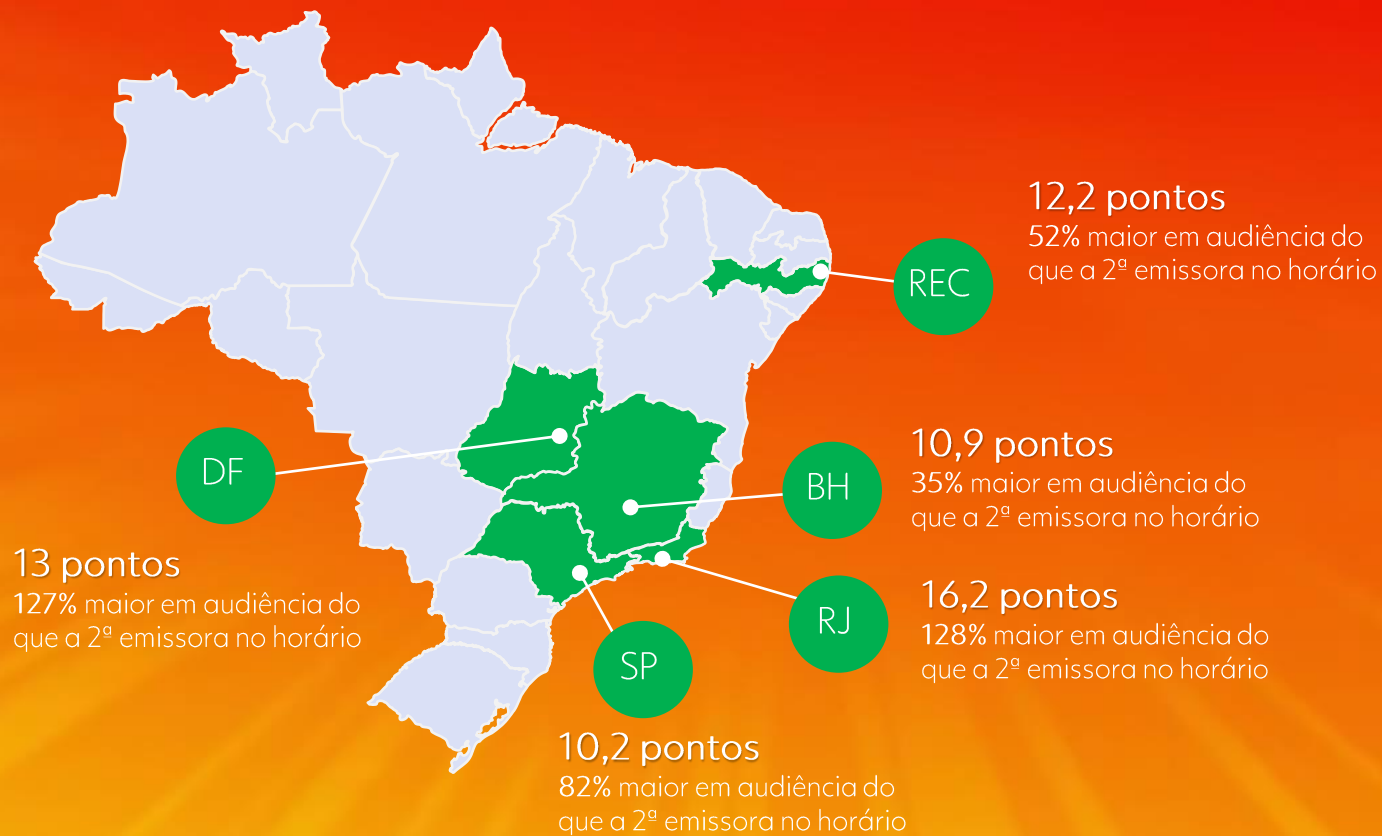 12,2 pontos
52% maior em audiência do
que a 2ª emissora no horário
REC
10,9 pontos
35% maior em audiência do
que a 2ª emissora no horário
BH
DF
13 pontos
127% maior em audiência do
que a 2ª emissora no horário
RJ
16,2 pontos
128% maior em audiência do
que a 2ª emissora no horário
SP
10,2 pontos
82% maior em audiência do
que a 2ª emissora no horário